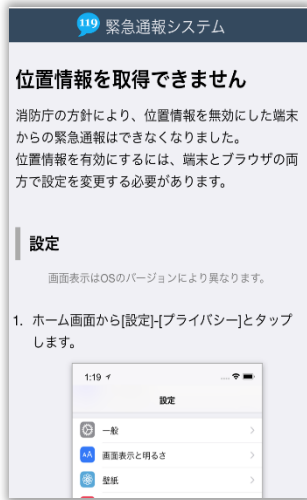 119 緊急通報システム
位置情報を取得できません
消防庁の方針により、位置情報を無効にした端末
からの緊急通報はできなくなりました。
位置情報を有効にするには、端末とブラウザの両
方で設定を変更する必要があります。
設定
画面表示はOSのバージョンにより異なります。
1. ホーム画面から[設定]-[プライバシー]とタップ
します。
1:19
設定
一般
AA 画面表示と明るさ
壁紙